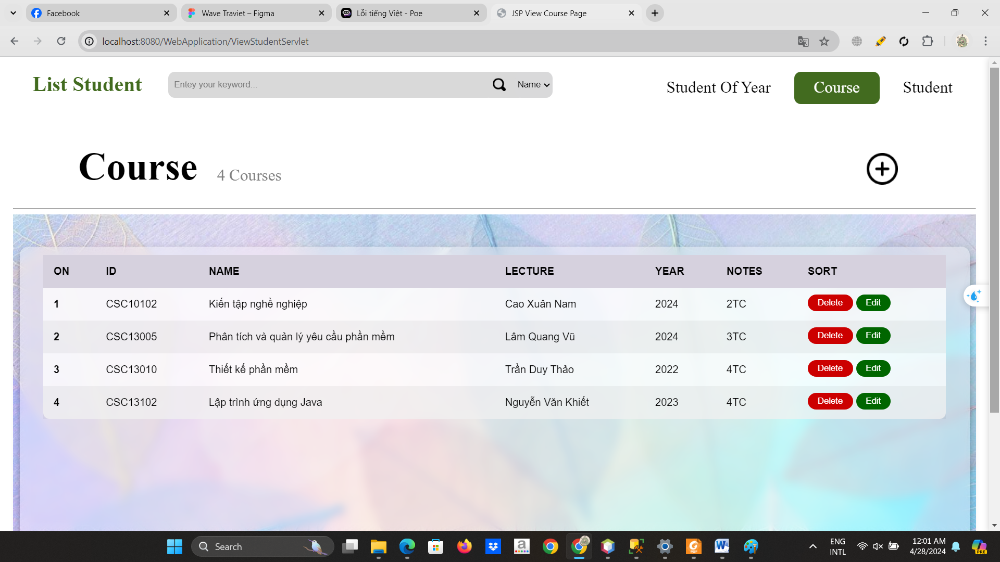 Facebook
Wave Traviet – Figma
Lỗi tiếng Việt - Poe
JSP View Course Page
localhost:8080/WebApplication/ViewStudentServlet
List Student
Entey your keyword...
Name
Student Of Year
Course
Student
Course
4 Courses
ON ID NAME LECTURE YEAR NOTES SORT
1 CSC10102 Kiến tập nghề nghiệp Cao Xuân Nam 2024 2TC Delete Edit
2 CSC13005 Phân tích và quản lý yêu cầu phần mềm Lâm Quang Vũ 2024 3TC Delete Edit
3 CSC13010 Thiết kế phần mềm Trần Duy Thảo 2022 4TC Delete Edit
4 CSC13102 Lập trình ứng dụng Java Nguyễn Văn Khiết 2023 4TC Delete Edit
Search
ENG
INTL
12:01 AM
4/28/2024
PRE